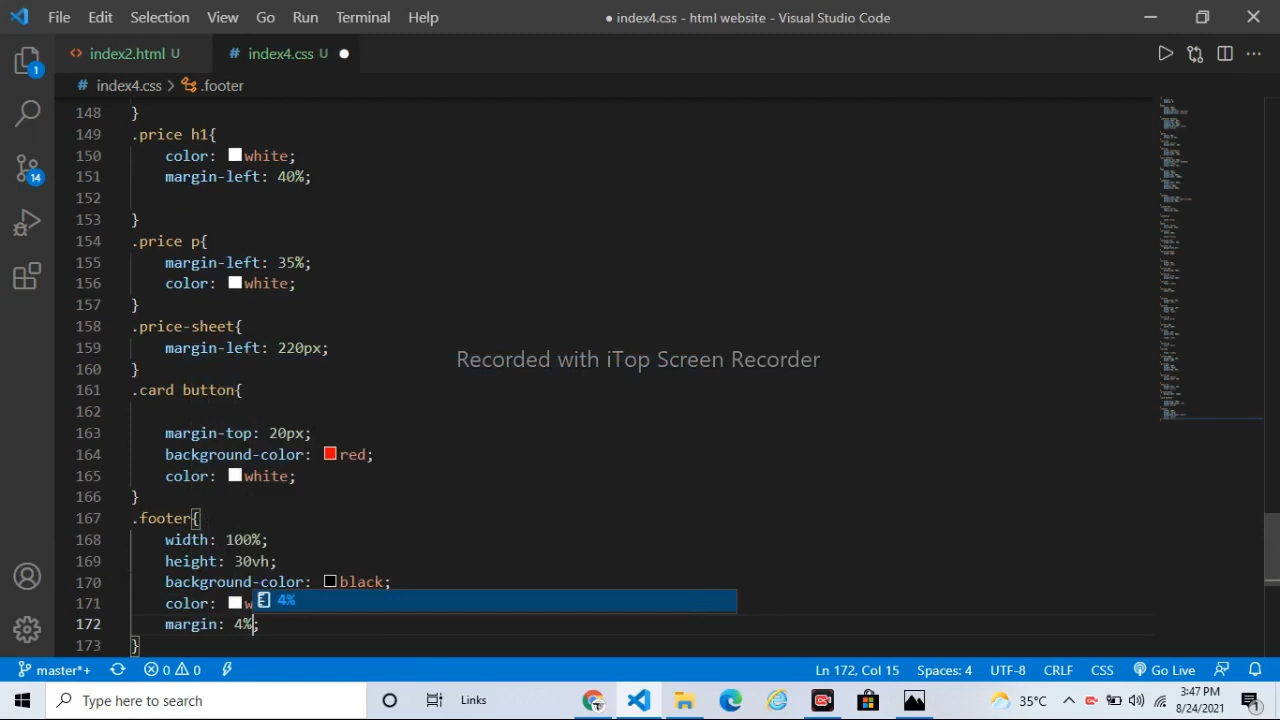 File Edit Selection View Go Run Terminal Help
● index4.css - html website - Visual Studio Code
index2.html U
# index4.css U ●
# index4.css > .footer
148 }
149 .price h1{
150 color: white;
151 margin-left: 40%;
152
153 }
154 .price p{
155 margin-left: 35%;
156 color: white;
157 }
158 .price-sheet{
159 margin-left: 220px;
160 }
161 .card button{
162
163 margin-top: 20px;
164 background-color: red;
165 color: white;
166 }
167 .footer{
168 width: 100%;
169 height: 30vh;
170 background-color: black;
171 color: w
4%
172 margin: 4%;
173 }
Recorded with iTop Screen Recorder
1
14
master*+ 0 0 Ln 172, Col 15 Spaces: 4 UTF-8 CRLF CSS Go Live
Type here to search
Links
35°C
3:47 PM
8/24/2021
1